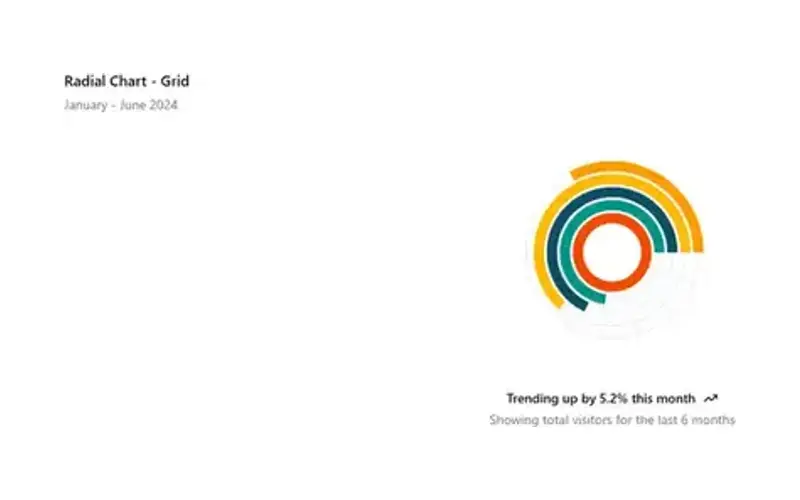 Radial Chart - Grid
January - June 2024
Trending up by 5.2% this month
Showing total visitors for the last 6 months